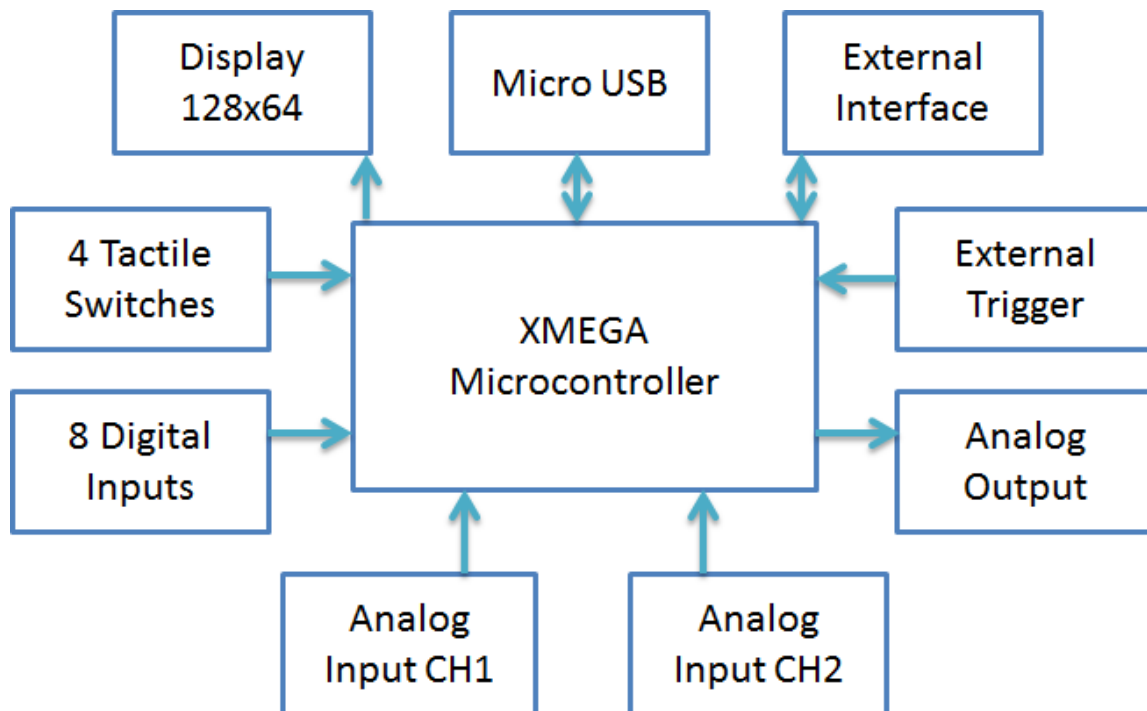 Display
128x64
Micro USB
External
Interface
4 Tactile
Switches
XMEGA
Microcontroller
External
Trigger
8 Digital
Inputs
Analog
Output
Analog
Input CH1
Analog
Input CH2